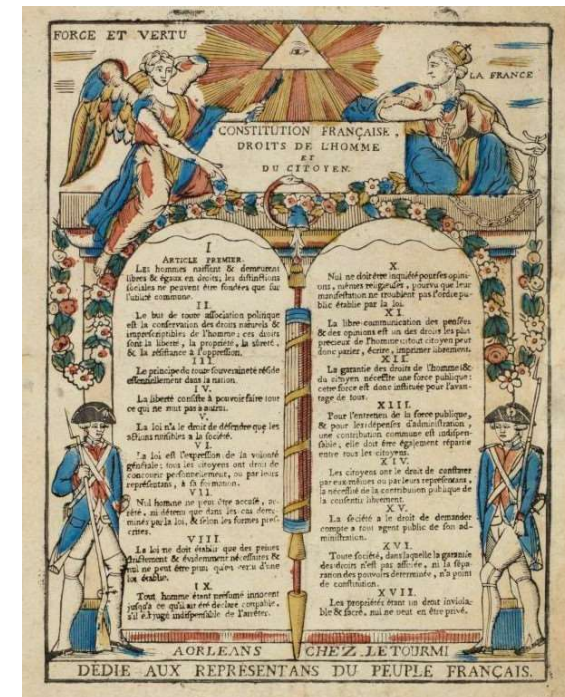 FORCE ET VERTU
LA FRANCE
CONSTITUTION FRANÇAISE,
DROITS DE L'HOMME
ET
DU CITOYEN.
I
ARTICLE PREMIER.
Les hommes naissent & demeurent
libres & égaux en droits; les distinctions
sociales ne peuvent être fondées que sur
l'utilité commune.
II.
Le but de toute association politique
est la conservation des droits naturels &
imprescriptibles de l'homme; ces droits
sont la liberté, la propriété, la sûreté,
& la résistance à l'oppression.
III.
Le principe de toute souveraineté réside
essentiellement dans la nation.
IV.
La liberté consiste à pouvoir faire tout
ce qui ne nuit pas à autrui.
V.
La loi n'a le droit de défendre que les
actions nuisibles a la société.
VI.
La loi est l'expression de la volonté
générale; tous les citoyens ont droit de
concourir personnellement, ou par leurs
représentans, à sa formation.
VII.
Nul homme ne peut être accusé, arrêté,
ni détenu que dans les cas déterminés
par la loi, & selon les formes prescrites.
VIII.
La loi ne doit établir que des peines
strictement & évidemment nécessaires &
nul ne peut être puni qu'en vertu d'une
loi établie.
IX.
Tout homme étant présumé innocent
jusqu'a ce qu'il ait été déclaré coupable,
s'il est jugé indispensable de l'arrêter.
X.
Nul ne doit être inquiété pour ses opini-
ons, mêmes religieuses, pourvu que leur
manifestation ne troublent pas l'ordre pu-
blic établie par la loi.
XI.
La libre communication des pensées
& des opinions est un des droits les plus
precieux de l'homme: tout citoyen peut
donc parler, écrire, imprimer librement.
XII.
La garantie des droits de l'homme &
du citoyen nécessite une force publique:
cette force est donc instituée pour l'avan-
tage de tous.
XIII.
Pour l'entretien de la force publique,
& pour les dépenses d'administration,
une contribution commune est indispen-
sable; elle doit être également répartie
entre tous les citoyens.
XIV.
Les citoyens ont le droit de constater
par eux mêmes ou par leurs représentans,
la nécessité de la contribution publique de
la consentir librement.
XV.
La société a le droit de demander
compte a tout agent public de son ad-
ministration.
XVI.
Toute société, dans laquelle la garantie
des droits n'est pas assurée, ni la sépa-
ration des pouvoirs determinée, n'a point
de constitution.
XVII.
Les propriétés étant un droit inviola-
ble & sacré, nul ne peut en être privé.
A ORLEANS CHEZ LETOURMI
DÉDIÉ AUX REPRÉSENTANS DU PEUPLE FRANÇAIS.